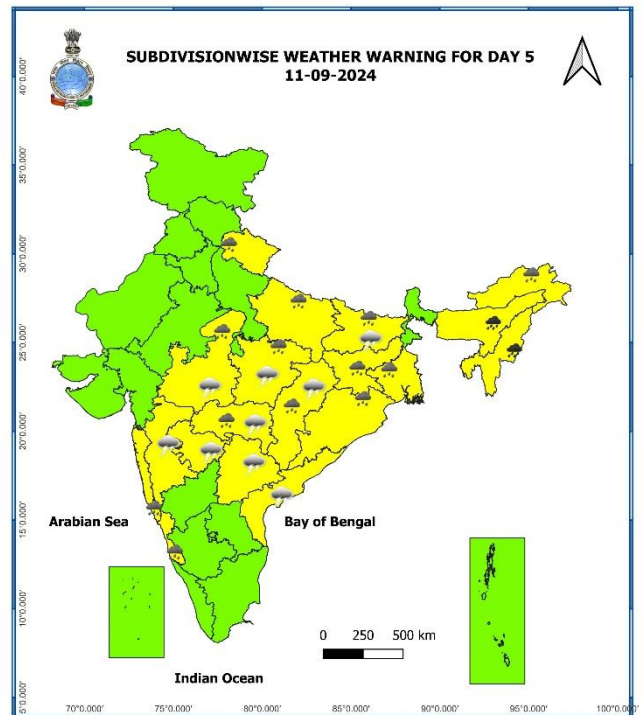 SUBDIVISIONWISE WEATHER WARNING FOR DAY 5
11-09-2024
40°0.000'
35°0.000'
30°0.000'
25°0.000'
20°0.000'
15°0.000'
10°0.000'
5°0.000'
Arabian Sea
Bay of Bengal
0 250 500 km
Indian Ocean
70°0.000' 75°0.000' 80°0.000' 85°0.000' 90°0.000' 95°0.000' 100°0.000'